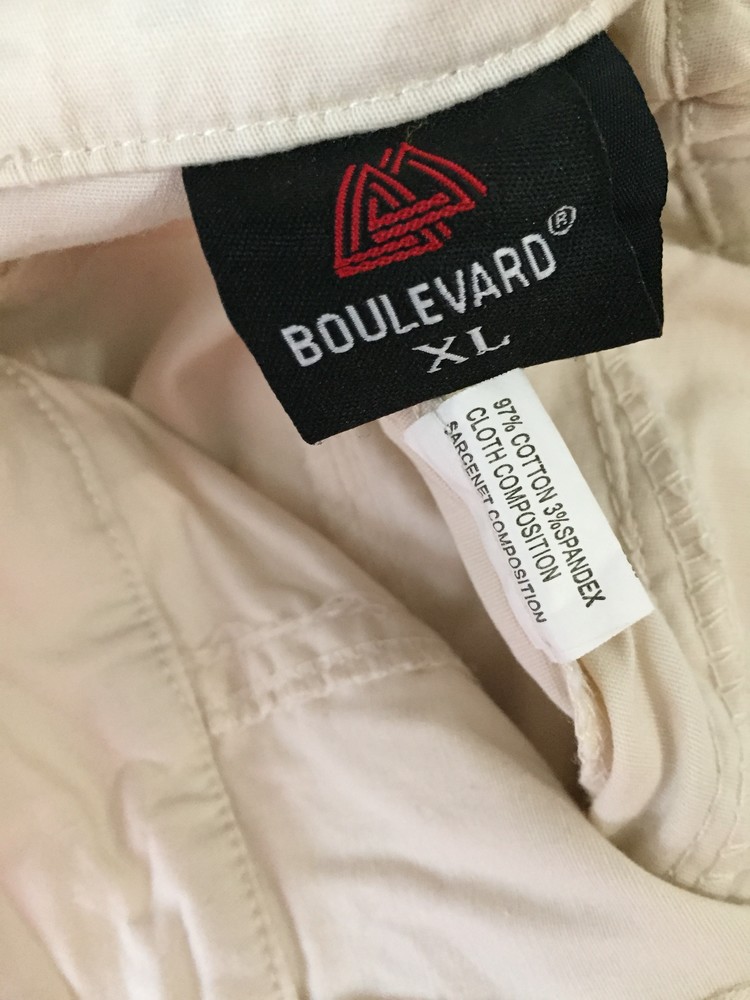 BOULEVARD®
XL
97% COTTON 3%SPANDEX
CLOTH COMPOSITION
SARCENET COMPOSITION